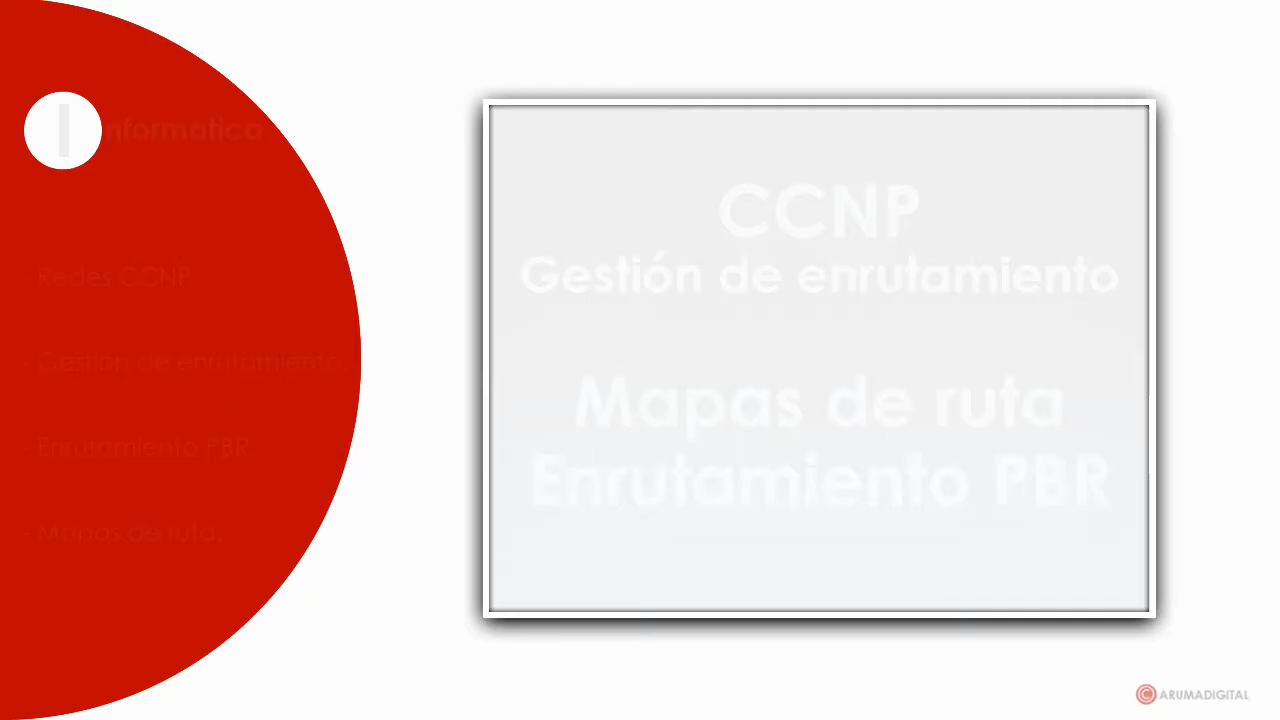 Informatica
Redes CCNP
- Gestión de enrutamiento.
- Enrutamiento PBR
- Mapas de ruta.
CCNP
Gestión de enrutamiento
Mapas de ruta
Enrutamiento PBR
© ARUMADIGITAL